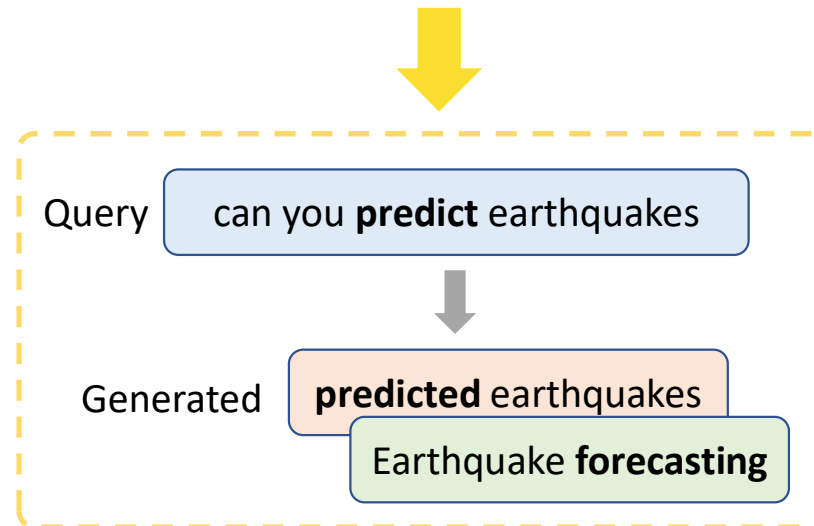 Query can you predict earthquakes
Generated predicted earthquakes
Earthquake forecasting